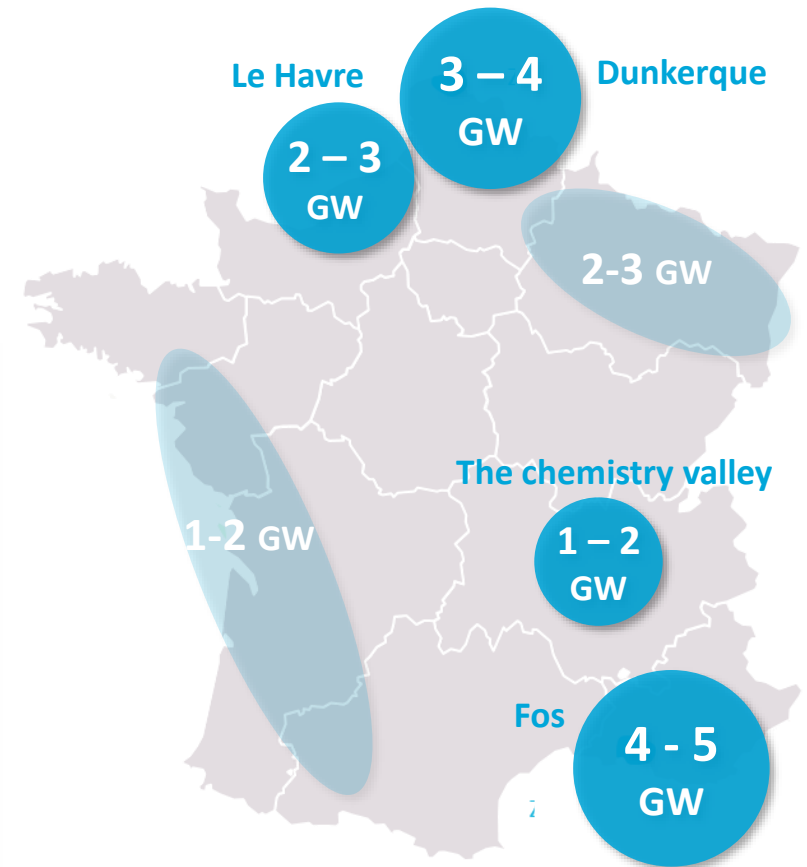 Le Havre
2 – 3
GW
3 – 4
GW
Dunkerque
2-3 GW
1-2 GW
The chemistry valley
1 – 2
GW
Fos
4 - 5
GW